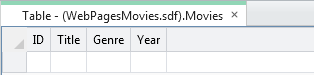 Table - (WebPagesMovies.sdf).Movies ×
ID Title Genre Year